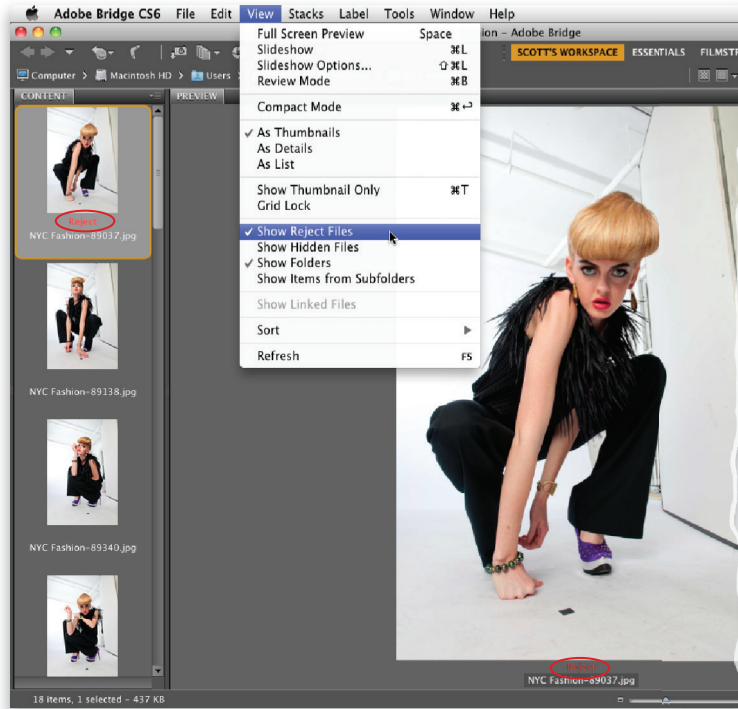 Adobe Bridge CS6 File Edit View Stacks Label Tools Window Help
ion – Adobe Bridge
SCOTT'S WORKSPACE ESSENTIALS FILMST
Computer > Macintosh HD > Users >
CONTENT
PREVIEW
Full Screen Preview Space
Slideshow ⌘L
Slideshow Options... ⇧⌘L
Review Mode ⌘B
Compact Mode ⌘↩
✓ As Thumbnails
As Details
As List
Show Thumbnail Only ⌘T
Grid Lock
✓ Show Reject Files
Show Hidden Files
✓ Show Folders
Show Items from Subfolders
Show Linked Files
Sort ▶
Refresh F5
Reject
NYC Fashion-89037.jpg
NYC Fashion-89138.jpg
NYC Fashion-89340.jpg
Reject
NYC Fashion-89037.jpg
18 items, 1 selected – 437 KB